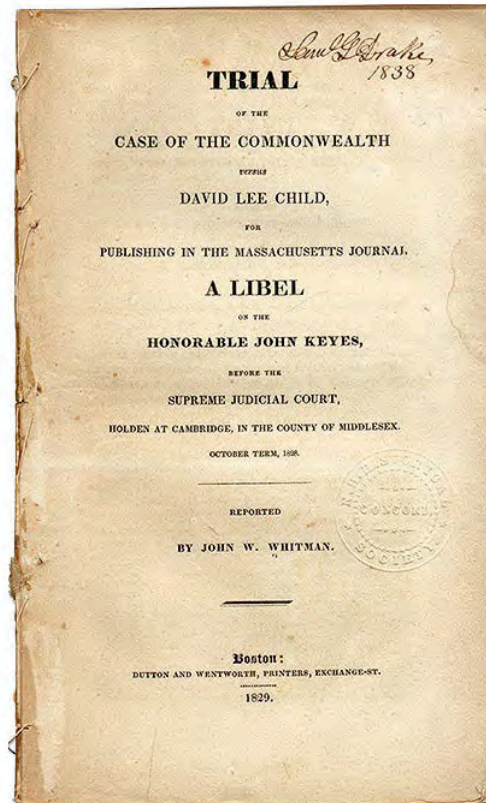 Saml G Drake
1838
TRIAL
OF THE
CASE OF THE COMMONWEALTH
versus
DAVID LEE CHILD,
FOR
PUBLISHING IN THE MASSACHUSETTS JOURNAL
A LIBEL
ON THE
HONORABLE JOHN KEYES,
BEFORE THE
SUPREME JUDICIAL COURT,
HOLDEN AT CAMBRIDGE, IN THE COUNTY OF MIDDLESEX.
OCTOBER TERM, 1828.
REPORTED
BY JOHN W. WHITMAN.
CONCORD
SOCIETY
Boston:
DUTTON AND WENTWORTH, PRINTERS, EXCHANGE-ST.
1829.